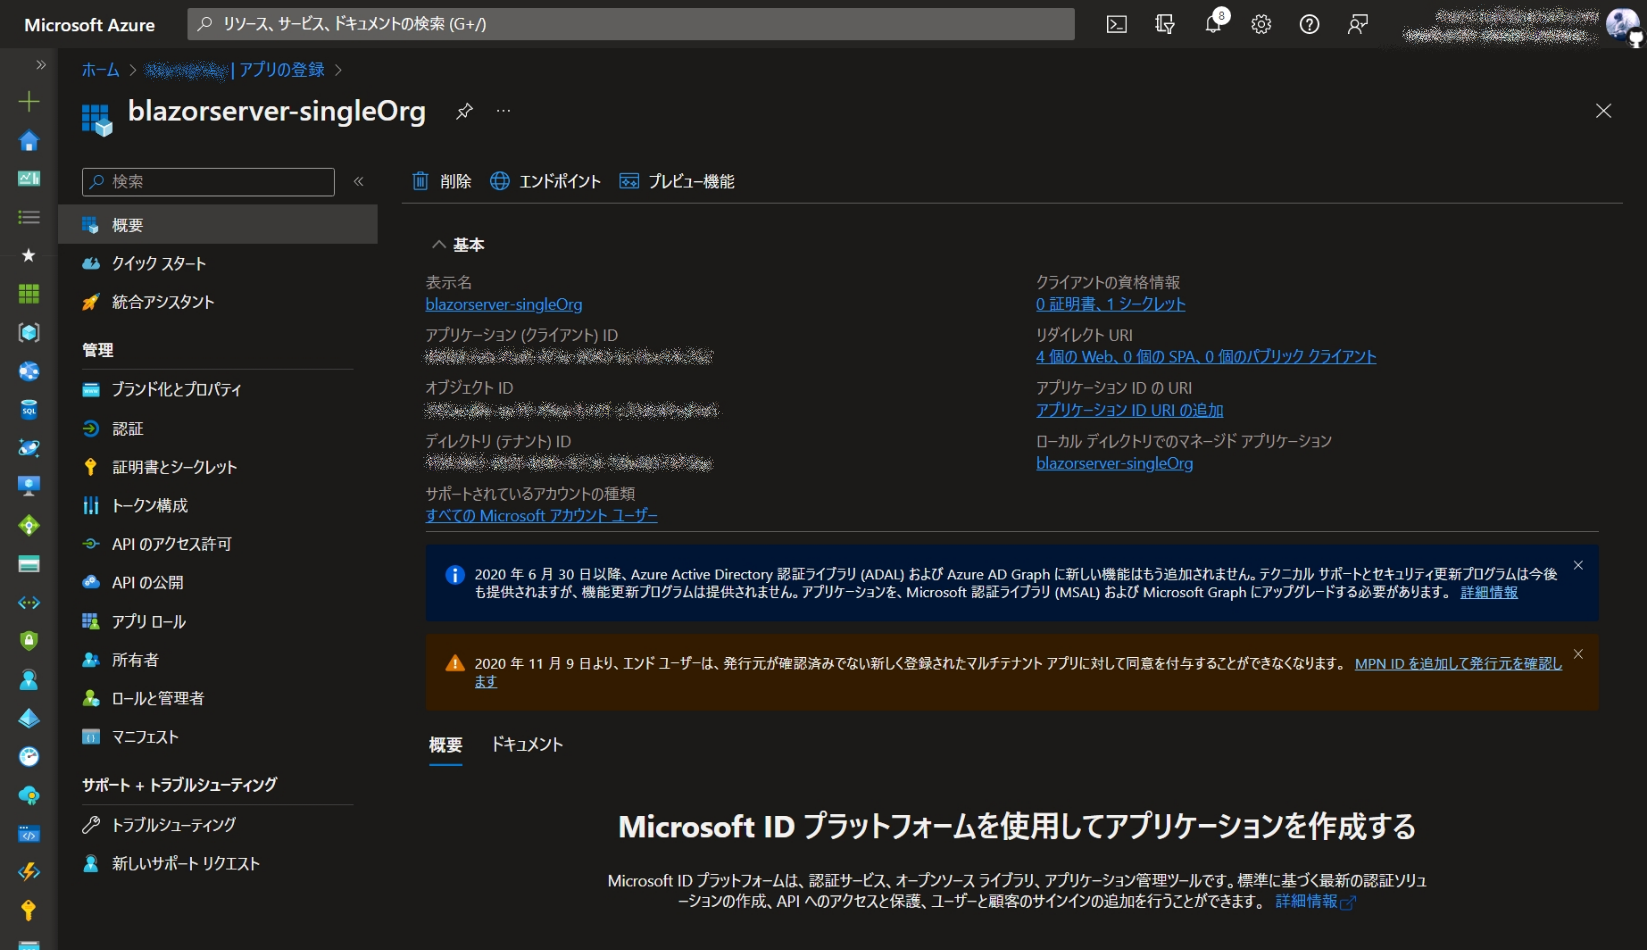 Microsoft Azure
リソース、サービス、ドキュメントの検索 (G+/)
8
ホーム
| アプリの登録
blazorserver-singleOrg
検索
削除
エンドポイント
プレビュー機能
概要
クイック スタート
統合アシスタント
管理
ブランド化とプロパティ
認証
証明書とシークレット
トークン構成
API のアクセス許可
API の公開
アプリ ロール
所有者
ロールと管理者
マニフェスト
サポート + トラブルシューティング
トラブルシューティング
新しいサポート リクエスト
基本
表示名
blazorserver-singleOrg
アプリケーション (クライアント) ID
オブジェクト ID
ディレクトリ (テナント) ID
サポートされているアカウントの種類
すべての Microsoft アカウント ユーザー
クライアントの資格情報
0 証明書、1 シークレット
リダイレクト URI
4 個の Web、0 個の SPA、0 個のパブリック クライアント
アプリケーション ID の URI
アプリケーション ID URI の追加
ローカル ディレクトリでのマネージド アプリケーション
blazorserver-singleOrg
2020 年 6 月 30 日以降、Azure Active Directory 認証ライブラリ (ADAL) および Azure AD Graph に新しい機能はもう追加されません。テクニカル サポートとセキュリティ更新プログラムは今後
も提供されますが、機能更新プログラムは提供されません。アプリケーションを、Microsoft 認証ライブラリ (MSAL) および Microsoft Graph にアップグレードする必要があります。 詳細情報
2020 年 11 月 9 日より、エンド ユーザーは、発行元が確認済みでない新しく登録されたマルチテナント アプリに対して同意を付与することができなくなります。 MPN ID を追加して発行元を確認し
ます
概要
ドキュメント
Microsoft ID プラットフォームを使用してアプリケーションを作成する
Microsoft ID プラットフォームは、認証サービス、オープンソース ライブラリ、アプリケーション管理ツールです。標準に基づく最新の認証ソリュ
ーションの作成、API へのアクセスと保護、ユーザーと顧客のサインインの追加を行うことができます。 詳細情報